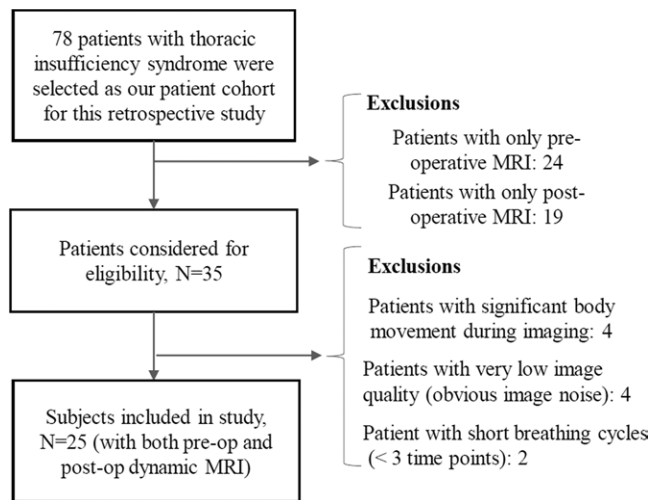 78 patients with thoracic
insufficiency syndrome were
selected as our patient cohort
for this retrospective study
Exclusions
Patients with only pre-
operative MRI: 24
Patients with only post-
operative MRI: 19
Patients considered for
eligibility, N=35
Exclusions
Patients with significant body
movement during imaging: 4
Patients with very low image
quality (obvious image noise): 4
Patient with short breathing cycles
(< 3 time points): 2
Subjects included in study,
N=25 (with both pre-op and
post-op dynamic MRI)